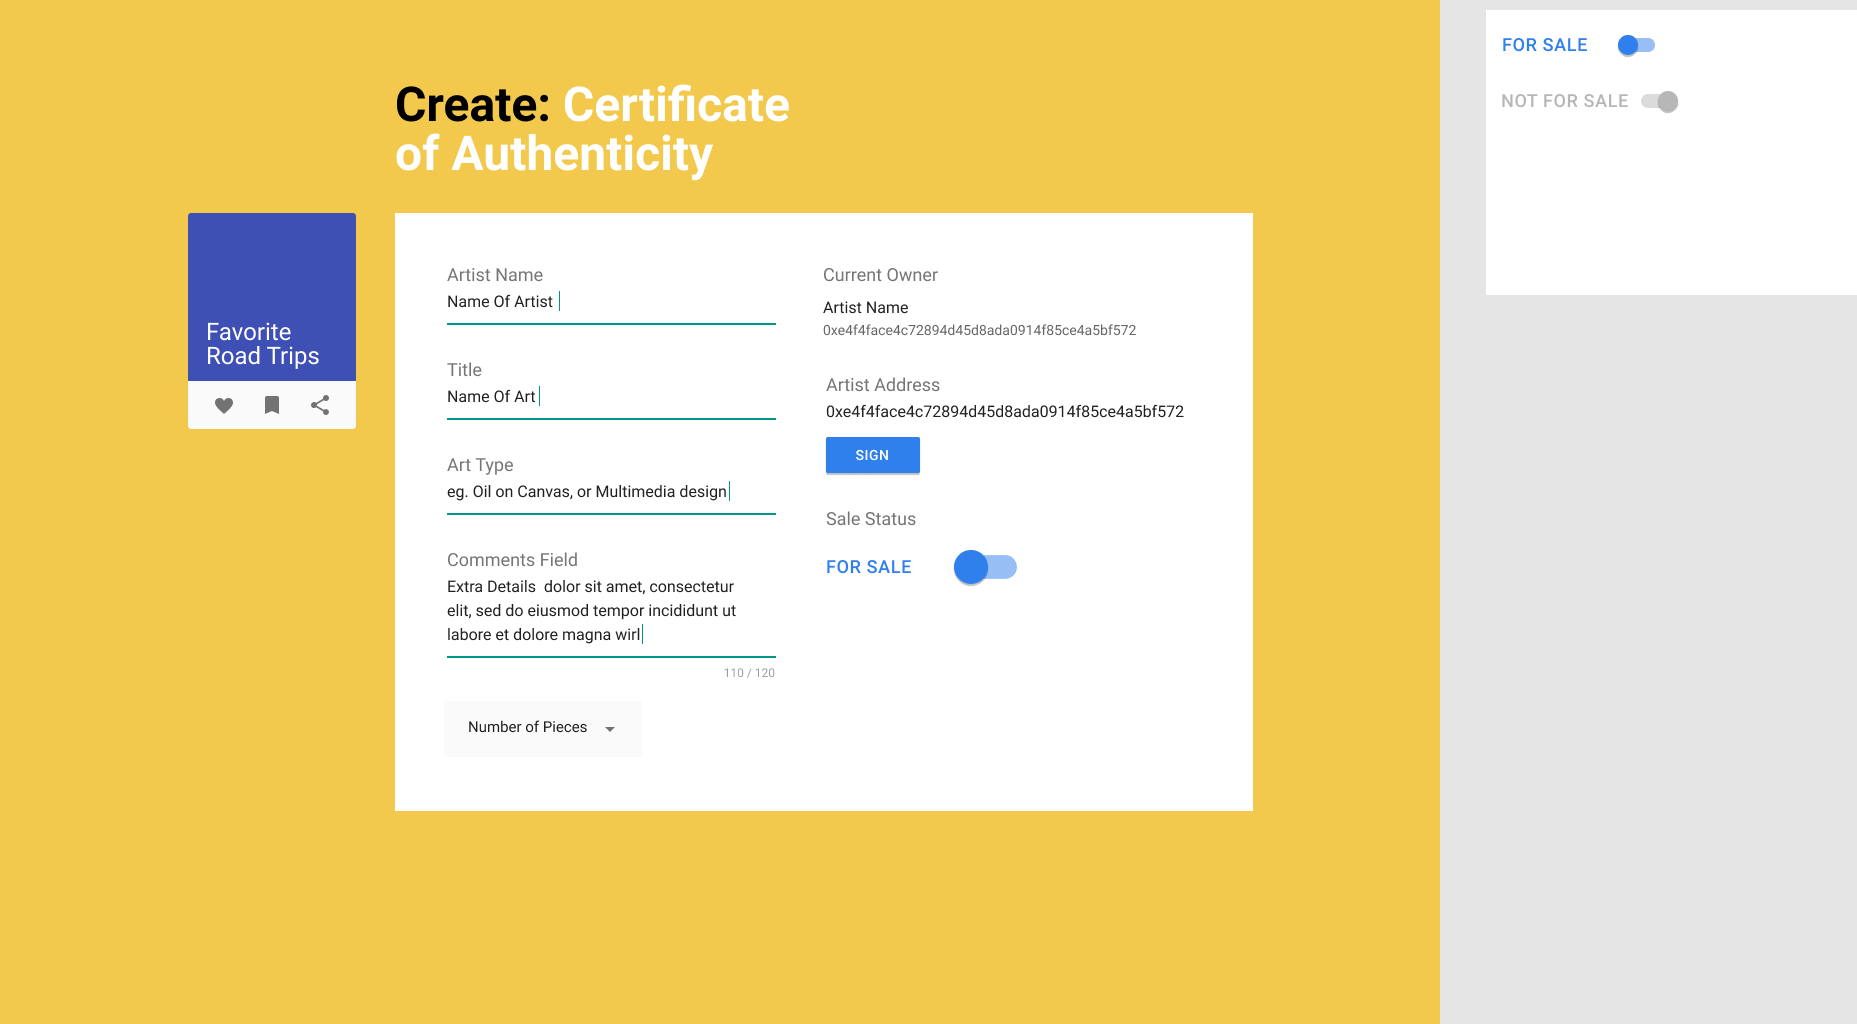 Create: Certificate
of Authenticity
Favorite
Road Trips
Artist Name
Name Of Artist
Title
Name Of Art
Art Type
eg. Oil on Canvas, or Multimedia design
Comments Field
Extra Details  dolor sit amet, consectetur
elit, sed do eiusmod tempor incididunt ut
labore et dolore magna wirl
110 / 120
Number of Pieces
Current Owner
Artist Name
0xe4f4face4c72894d45d8ada0914f85ce4a5bf572
Artist Address
0xe4f4face4c72894d45d8ada0914f85ce4a5bf572
SIGN
Sale Status
FOR SALE
FOR SALE
NOT FOR SALE